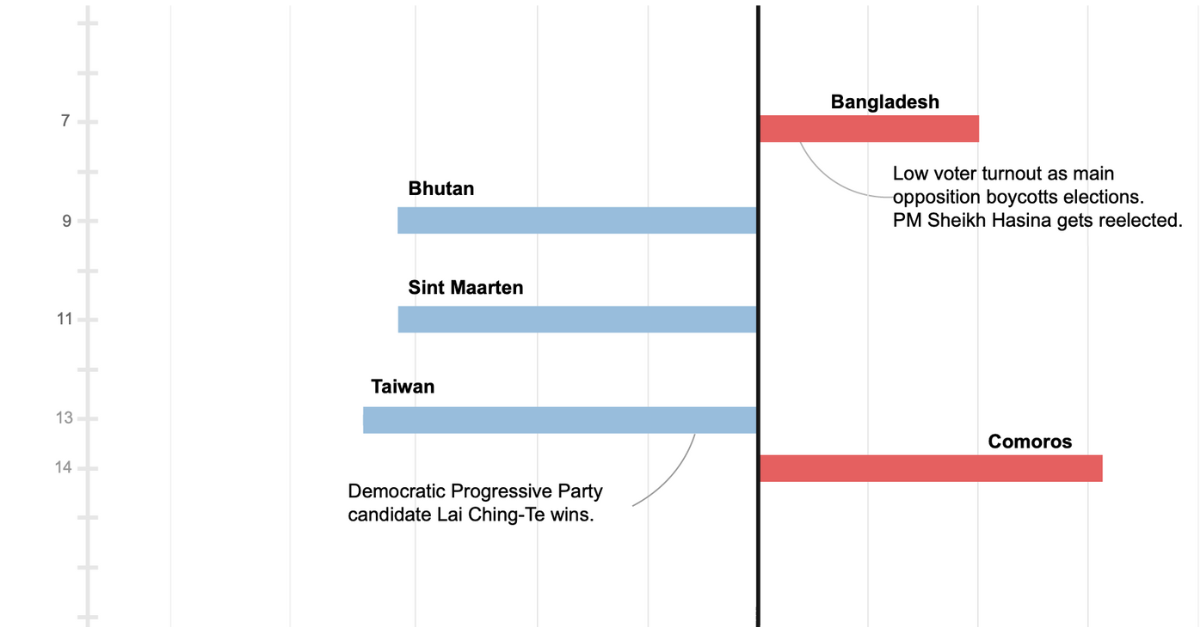 Bangladesh
7
Low voter turnout as main
opposition boycotts elections.
PM Sheikh Hasina gets reelected.
Bhutan
9
Sint Maarten
11
Taiwan
13
Comoros
14
Democratic Progressive Party
candidate Lai Ching-Te wins.